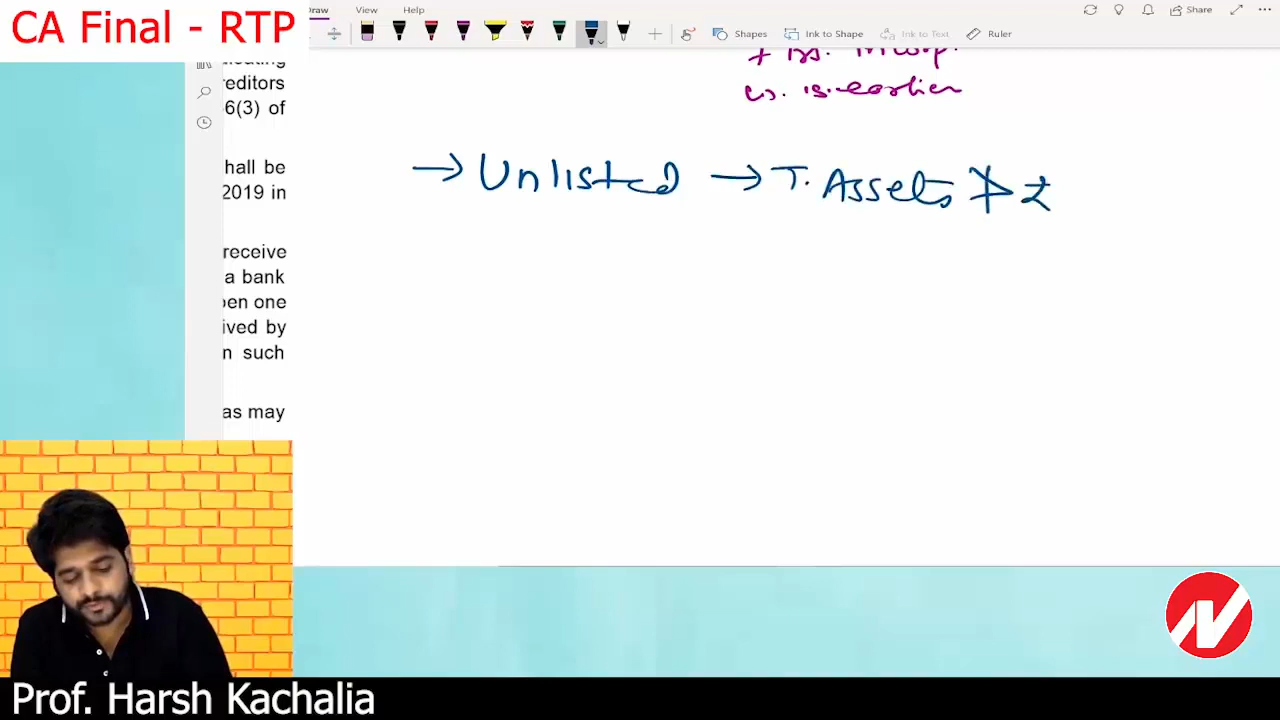 CA Final - RTP
Draw View Help
Share
Shapes Ink to Shape Ink to Text Ruler
reditors
6(3) of
hall be
2019 in
receive
a bank
pen one
ived by
n such
as may
is earlier
→ Unlisted → T. Assets ≯ ₹
Prof. Harsh Kachalia